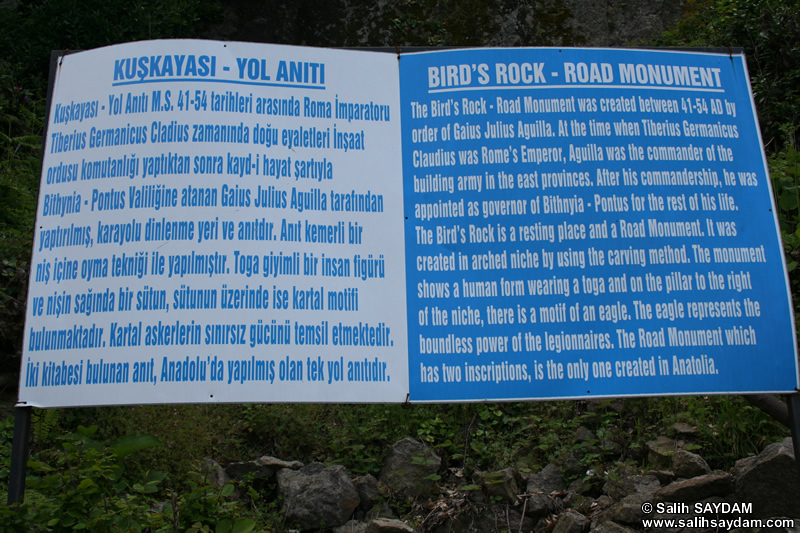 KUŞKAYASI - YOL ANITI
Kuşkayası - Yol Anıtı M.S. 41-54 tarihleri arasında Roma İmparatoru
Tiberius Germanicus Cladius zamanında doğu eyaletleri İnşaat
ordusu komutanlığı yaptıktan sonra kayd-i hayat şartıyla
Bithynia - Pontus Valiliğine atanan Gaius Julius Aguilla tarafından
yaptırılmış, karayolu dinlenme yeri ve anıtdır. Anıt kemerli bir
niş içine oyma tekniği ile yapılmıştır. Toga giyimli bir insan figürü
ve nişin sağında bir sütun, sütunun üzerinde ise kartal motifi
bulunmaktadır. Kartal askerlerin sınırsız gücünü temsil etmektedir.
İki kitabesi bulunan anıt, Anadolu'da yapılmış olan tek yol anıtıdır.
BIRD'S ROCK - ROAD MONUMENT
The Bird's Rock - Road Monument was created between 41-54 AD by
order of Gaius Julius Aguilla. At the time when Tiberius Germanicus
Claudius was Rome's Emperor, Aguilla was the commander of the
building army in the east provinces. After his commandership, he was
appointed as governor of Bithnyia - Pontus for the rest of his life.
The Bird's Rock is a resting place and a Road Monument. It was
created in arched niche by using the carving method. The monument
shows a human form wearing a toga and on the pillar to the right
of the niche, there is a motif of an eagle. The eagle represents the
boundless power of the legionnaires. The Road Monument which
has two inscriptions, is the only one created in Anatolia.
© Salih SAYDAM
www.salihsaydam.com